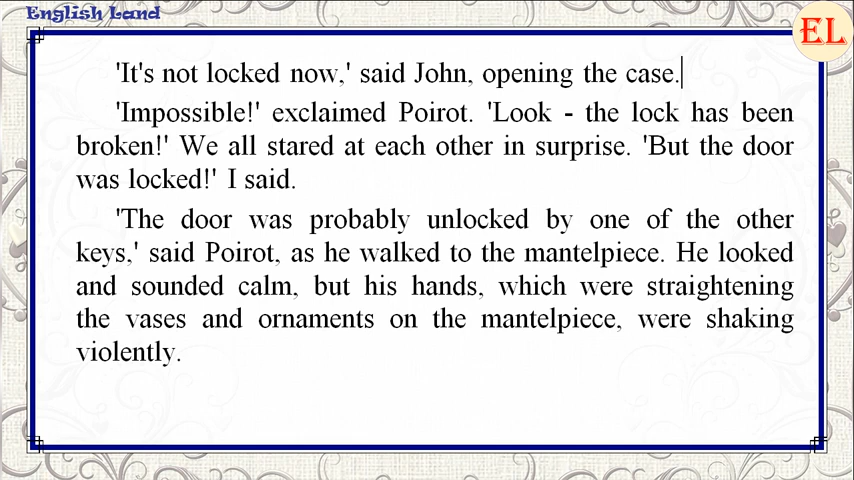 English Land
EL
'It's not locked now,' said John, opening the case.
'Impossible!' exclaimed Poirot. 'Look - the lock has been
broken!' We all stared at each other in surprise. 'But the door
was locked!' I said.
'The door was probably unlocked by one of the other
keys,' said Poirot, as he walked to the mantelpiece. He looked
and sounded calm, but his hands, which were straightening
the vases and ornaments on the mantelpiece, were shaking
violently.